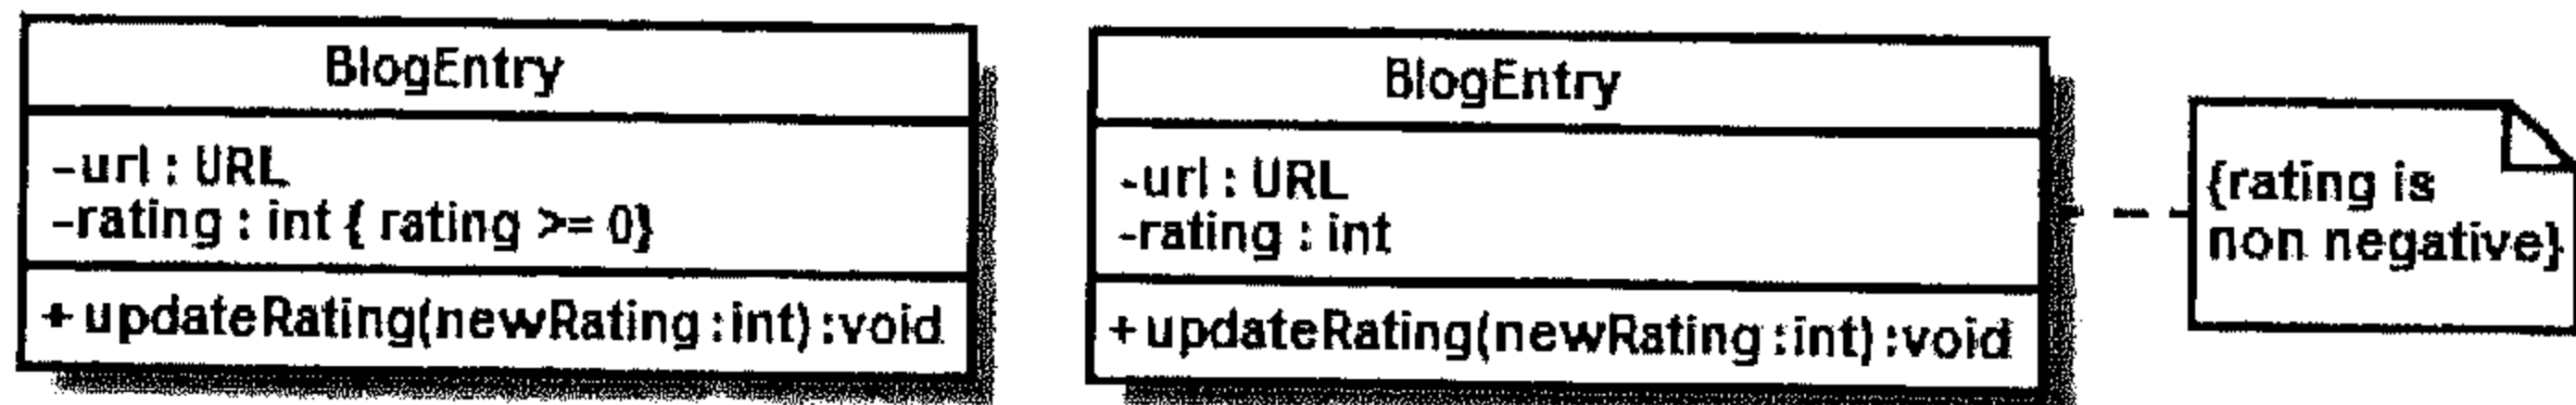 BlogEntry
-url : URL
-rating : int { rating >= 0}
+ updateRating(newRating :int) :void
BlogEntry
-url : URL
-rating : int
+ updateRating(newRating :int) :void
{rating is
non negative}